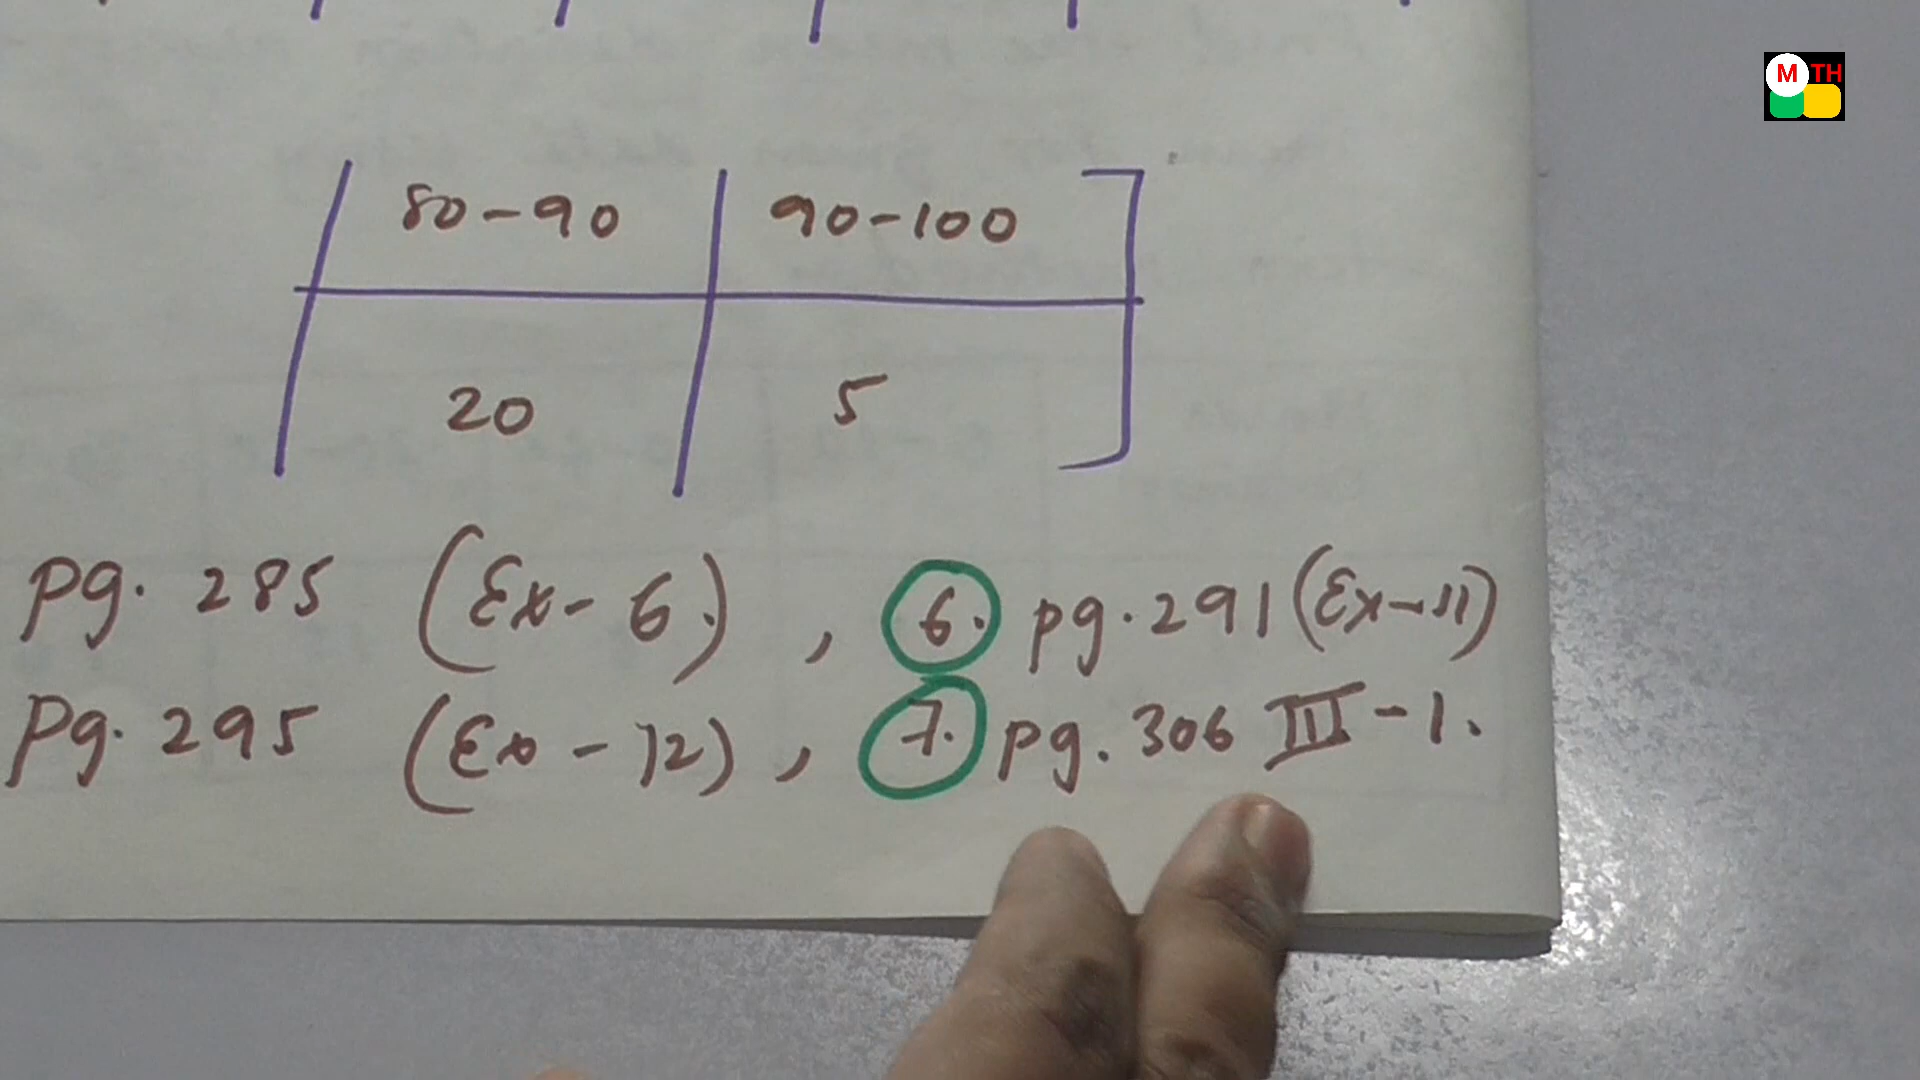 MTH
80-90 90-100
20 5
pg. 285 (Ex-6.), 6. pg. 291 (Ex-11)
pg. 295 (Ex-12), 7. pg. 306 III-1.